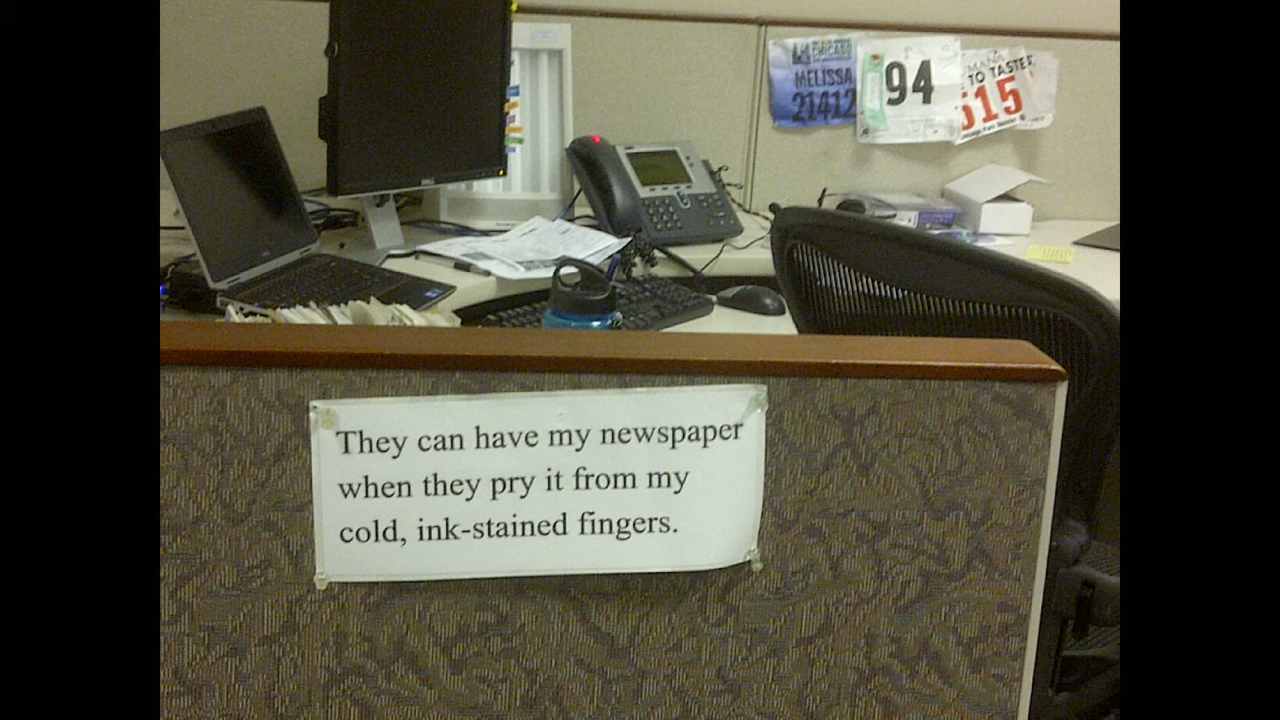 CHICAGO
MELISSA
21412
94
TO TASTE
515
DELL
They can have my newspaper
when they pry it from my
cold, ink-stained fingers.